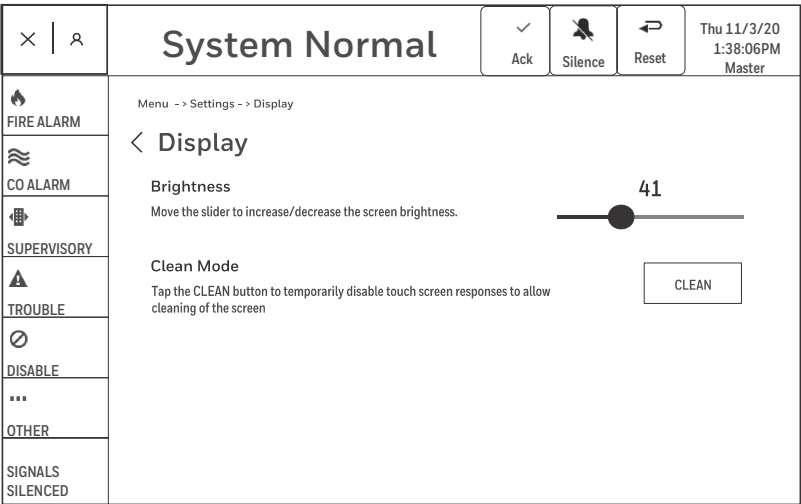 System Normal
Ack
Silence
Reset
Thu 11/3/20
1:38:06PM
Master
FIRE ALARM
CO ALARM
SUPERVISORY
TROUBLE
DISABLE
OTHER
SIGNALS
SILENCED
Menu -> Settings -> Display
Display
Brightness
Move the slider to increase/decrease the screen brightness.
41
Clean Mode
Tap the CLEAN button to temporarily disable touch screen responses to allow
cleaning of the screen
CLEAN